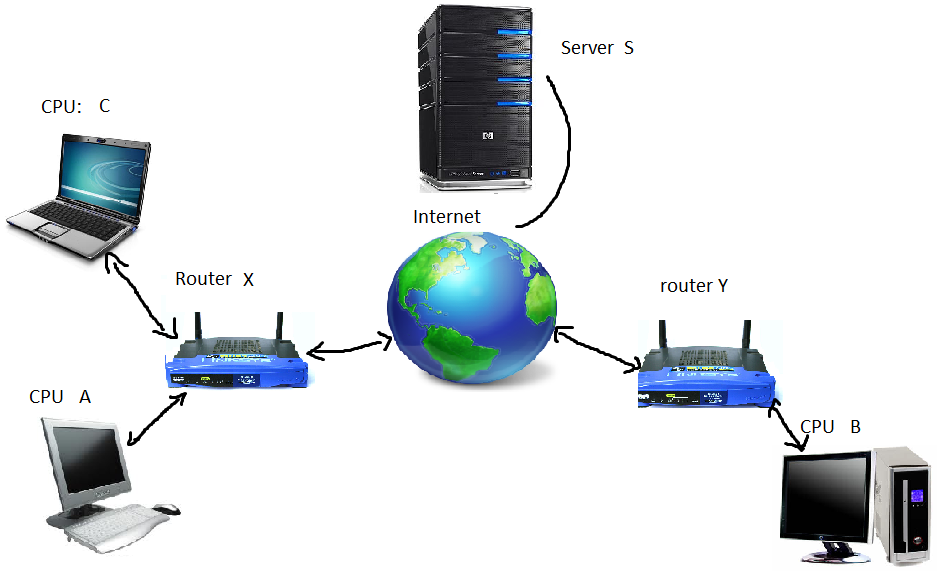 Server S
CPU: C
Internet
Router X
router Y
CPU A
CPU B